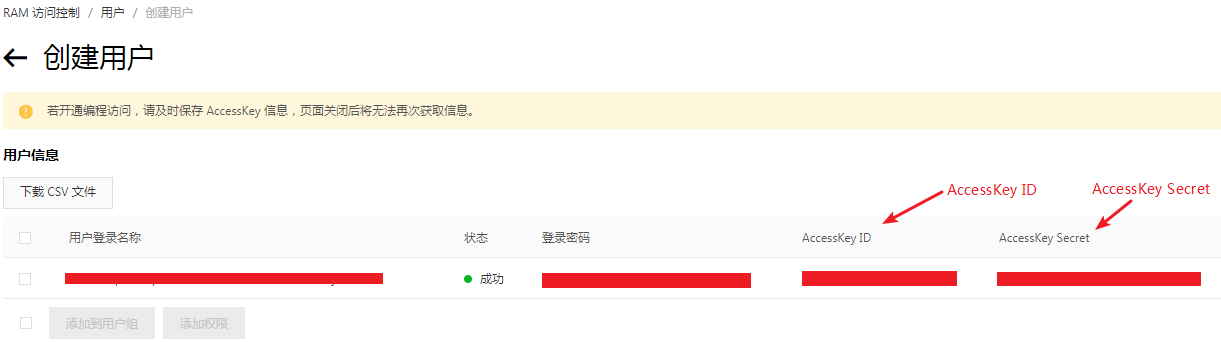 RAM 访问控制 / 用户 / 创建用户
← 创建用户
若开通编程访问，请及时保存 AccessKey 信息，页面关闭后将无法再次获取信息。
用户信息
下载 CSV 文件
AccessKey ID
AccessKey Secret
用户登录名称 状态 登录密码 AccessKey ID AccessKey Secret
成功
添加到用户组 添加权限